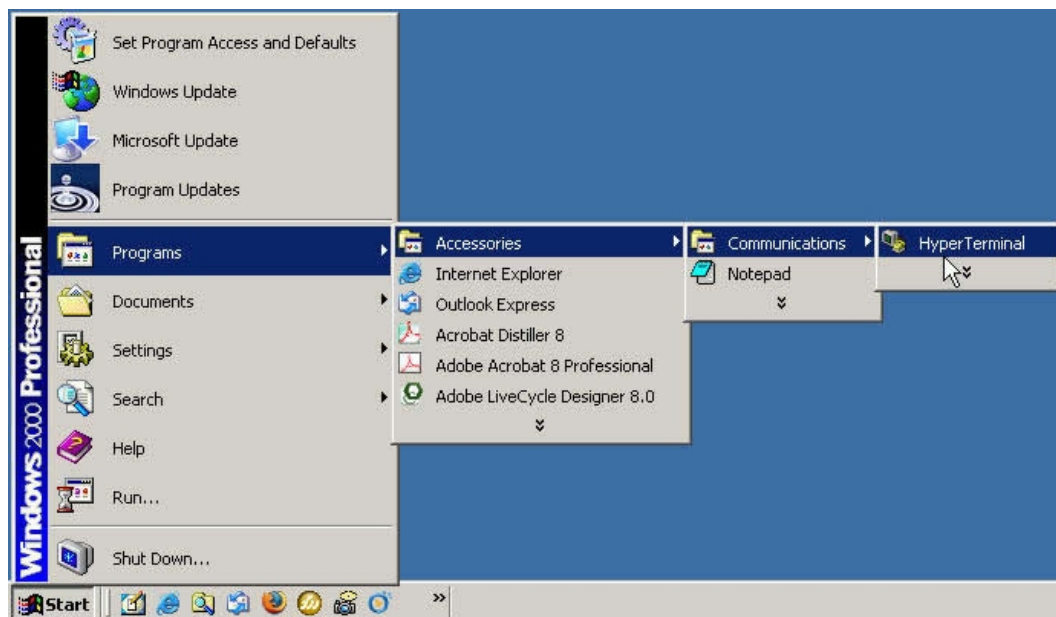 Set Program Access and Defaults
Windows Update
Microsoft Update
Program Updates
Programs
Documents
Settings
Search
Help
Run...
Shut Down...
Windows 2000 Professional
Accessories
Internet Explorer
Outlook Express
Acrobat Distiller 8
Adobe Acrobat 8 Professional
Adobe LiveCycle Designer 8.0
Communications
Notepad
HyperTerminal
Start